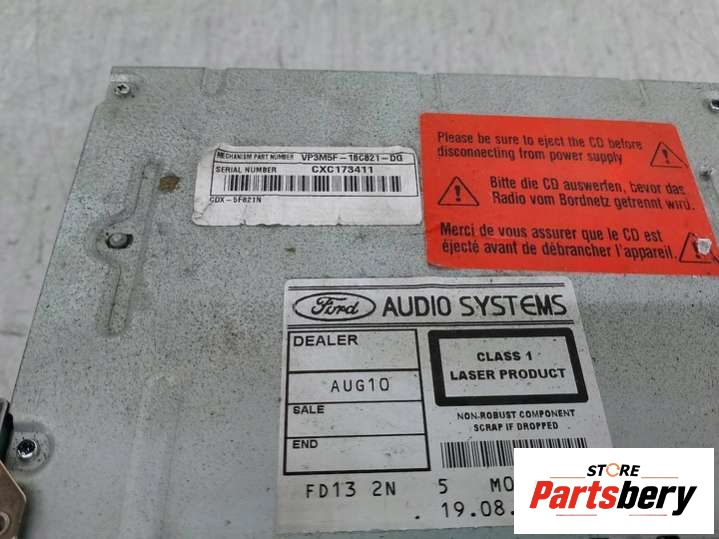 MECHANISM PART NUMBER VP3M5F-18C821-DG
SERIAL NUMBER CXC173411
CDX-5F821N
Please be sure to eject the CD before
disconnecting from power supply
Bitte die CD auswerfen, bevor das
Radio vom Bordnetz getrennt wird.
Merci de vous assurer que le CD est
éjecté avant de débrancher l'appareil.
Ford AUDIO SYSTEMS
DEALER
AUG10
SALE
END
CLASS 1
LASER PRODUCT
NON-ROBUST COMPONENT
SCRAP IF DROPPED
FD13 2N 5 MO
19.08.
STORE
Partsbery